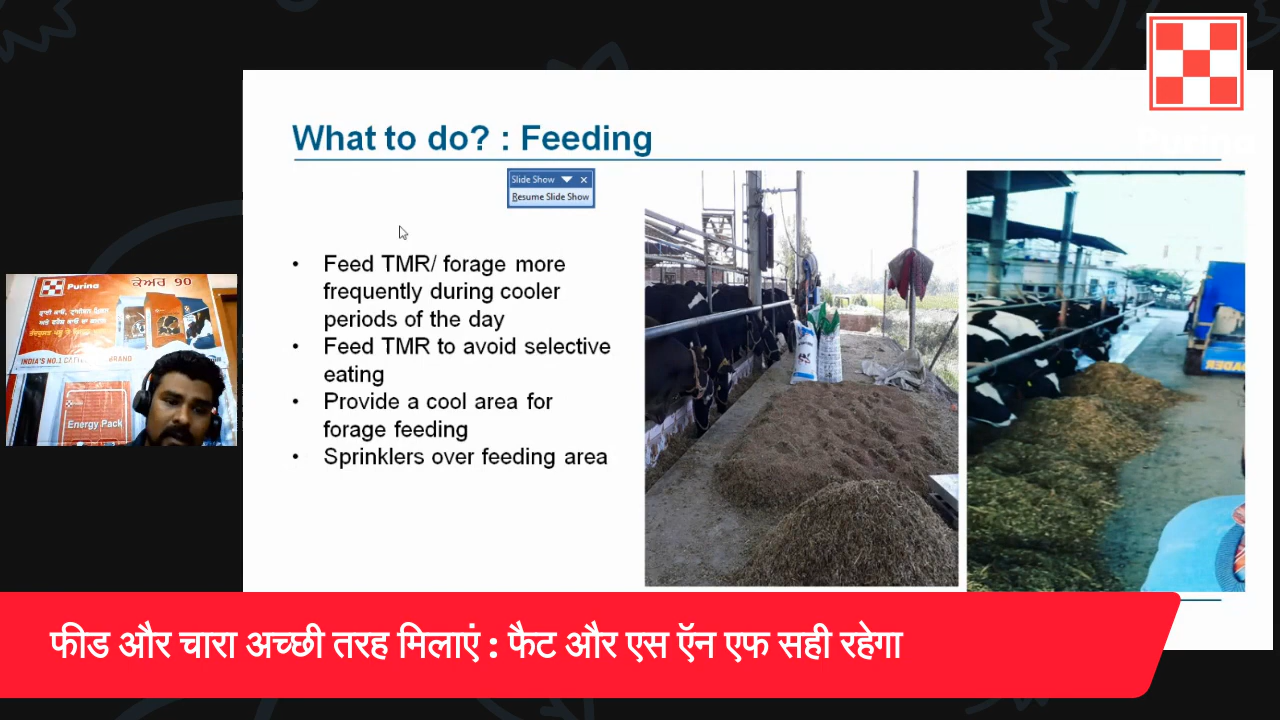 What to do? : Feeding
Slide Show
Resume Slide Show
• Feed TMR/ forage more
frequently during cooler
periods of the day
• Feed TMR to avoid selective
eating
• Provide a cool area for
forage feeding
• Sprinklers over feeding area
Purina
ਕੇਅਰ 90
INDIA'S NO.1
Energy Pack
फीड और चारा अच्छी तरह मिलाएं : फैट और एस ऍन एफ सही रहेगा